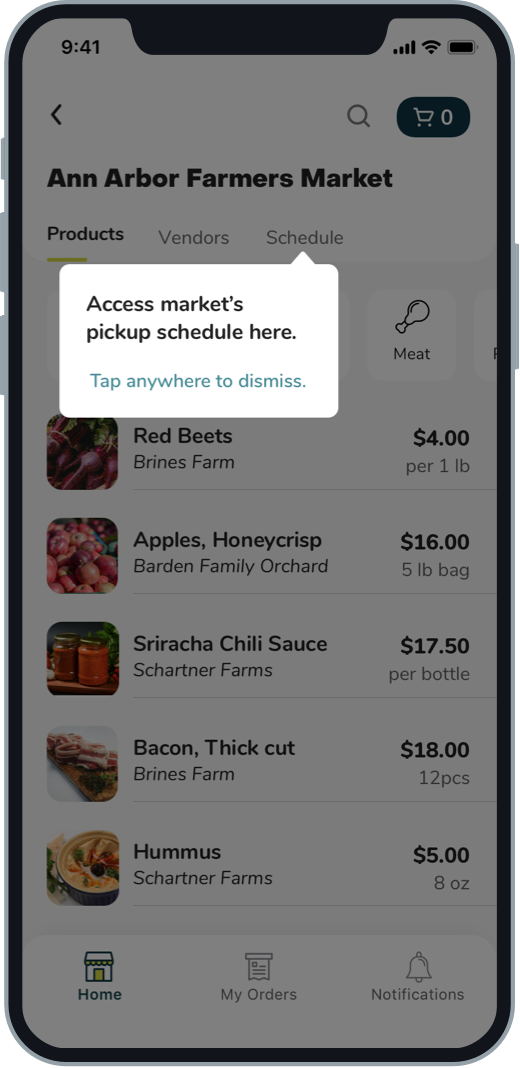 9:41
0
Ann Arbor Farmers Market
Products
Vendors
Schedule
Access market's
pickup schedule here.
Tap anywhere to dismiss.
Meat
Red Beets
$4.00
Brines Farm
per 1 lb
Apples, Honeycrisp
$16.00
Barden Family Orchard
5 lb bag
Sriracha Chili Sauce
$17.50
Schartner Farms
per bottle
Bacon, Thick cut
$18.00
Brines Farm
12pcs
Hummus
$5.00
Schartner Farms
8 oz
Home
My Orders
Notifications